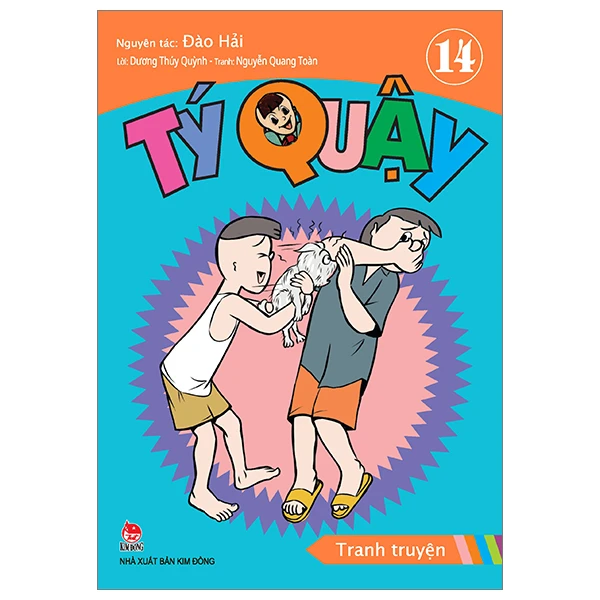 Nguyên tác: Đào Hải
Lời: Dương Thúy Quỳnh - Tranh: Nguyễn Quang Toàn
14
TÝ QUẬY
KIM ĐỒNG
NHÀ XUẤT BẢN KIM ĐỒNG
Tranh truyện